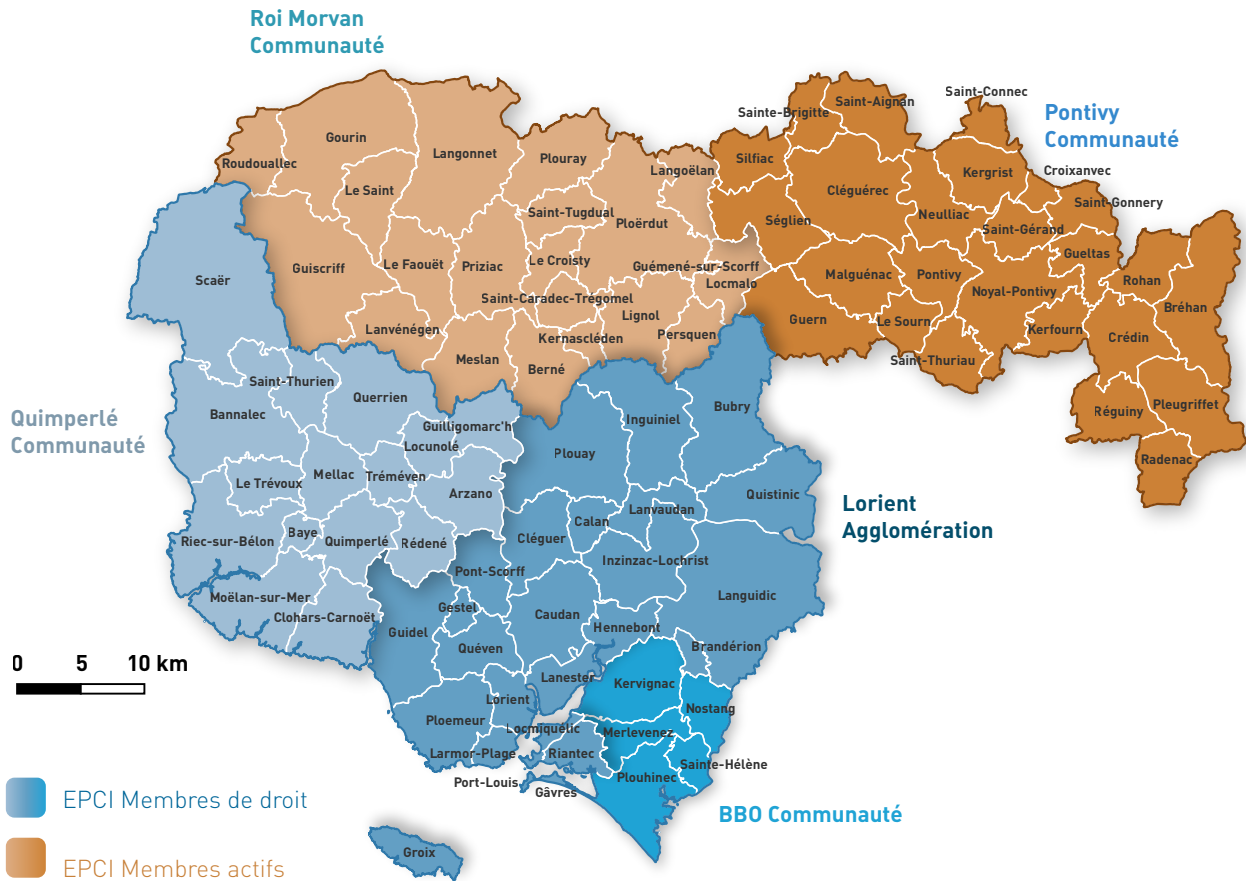 Roi Morvan
Communauté
Pontivy
Communauté
Quimperlé
Communauté
Lorient
Agglomération
BBO Communauté
Roudouallec
Gourin
Le Saint
Langonnet
Plouray
Langoëlan
Saint-Tugdual
Ploërdut
Guiscriff
Le Faouët
Priziac
Le Croisty
Guémené-sur-Scorff
Locmalo
Saint-Caradec-Trégomel
Lignol
Lanvénégen
Kernascléden
Persquen
Meslan
Berné
Sainte-Brigitte
Saint-Aignan
Saint-Connec
Silfiac
Cléguérec
Kergrist
Croixanvec
Saint-Gonnery
Séglien
Neulliac
Saint-Gérand
Gueltas
Malguénac
Pontivy
Noyal-Pontivy
Rohan
Bréhan
Guern
Le Sourn
Kerfourn
Crédin
Saint-Thuriau
Réguiny
Pleugriffet
Radenac
Scaër
Saint-Thurien
Querrien
Bannalec
Guilligomarc'h
Locunolé
Le Trévoux
Mellac
Tréméven
Arzano
Riec-sur-Bélon
Baye
Quimperlé
Rédené
Moëlan-sur-Mer
Clohars-Carnoët
Bubry
Inguiniel
Plouay
Quistinic
Lanvaudan
Calan
Cléguer
Inzinzac-Lochrist
Pont-Scorff
Languidic
Gestel
Caudan
Hennebont
Guidel
Quéven
Brandérion
Lanester
Kervignac
Nostang
Lorient
Ploemeur
Locmiquélic
Merlevenez
Larmor-Plage
Riantec
Sainte-Hélène
Port-Louis
Gâvres
Plouhinec
Groix
0 5 10 km
EPCI Membres de droit
EPCI Membres actifs